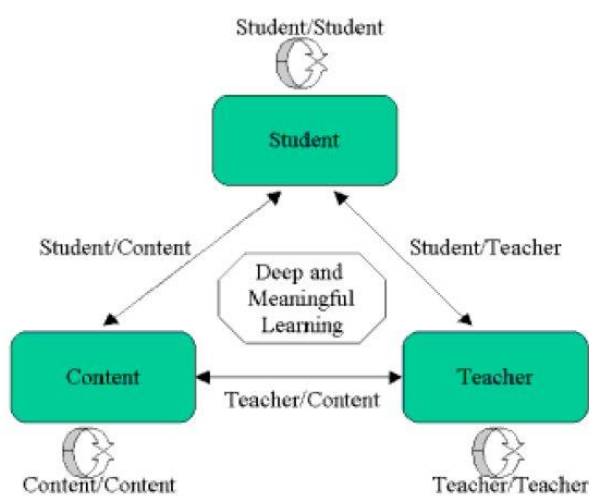 Student/Student
Student
Student/Content
Student/Teacher
Deep and
Meaningful
Learning
Content
Teacher
Teacher/Content
Content/Content
Teacher/Teacher